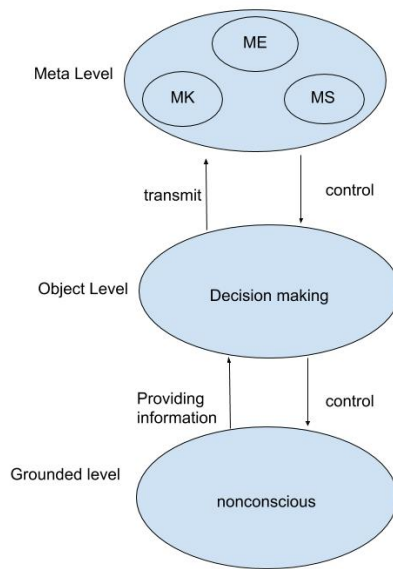 ME
Meta Level
MK
MS
transmit
control
Object Level
Decision making
Providing
information
control
Grounded level
nonconscious